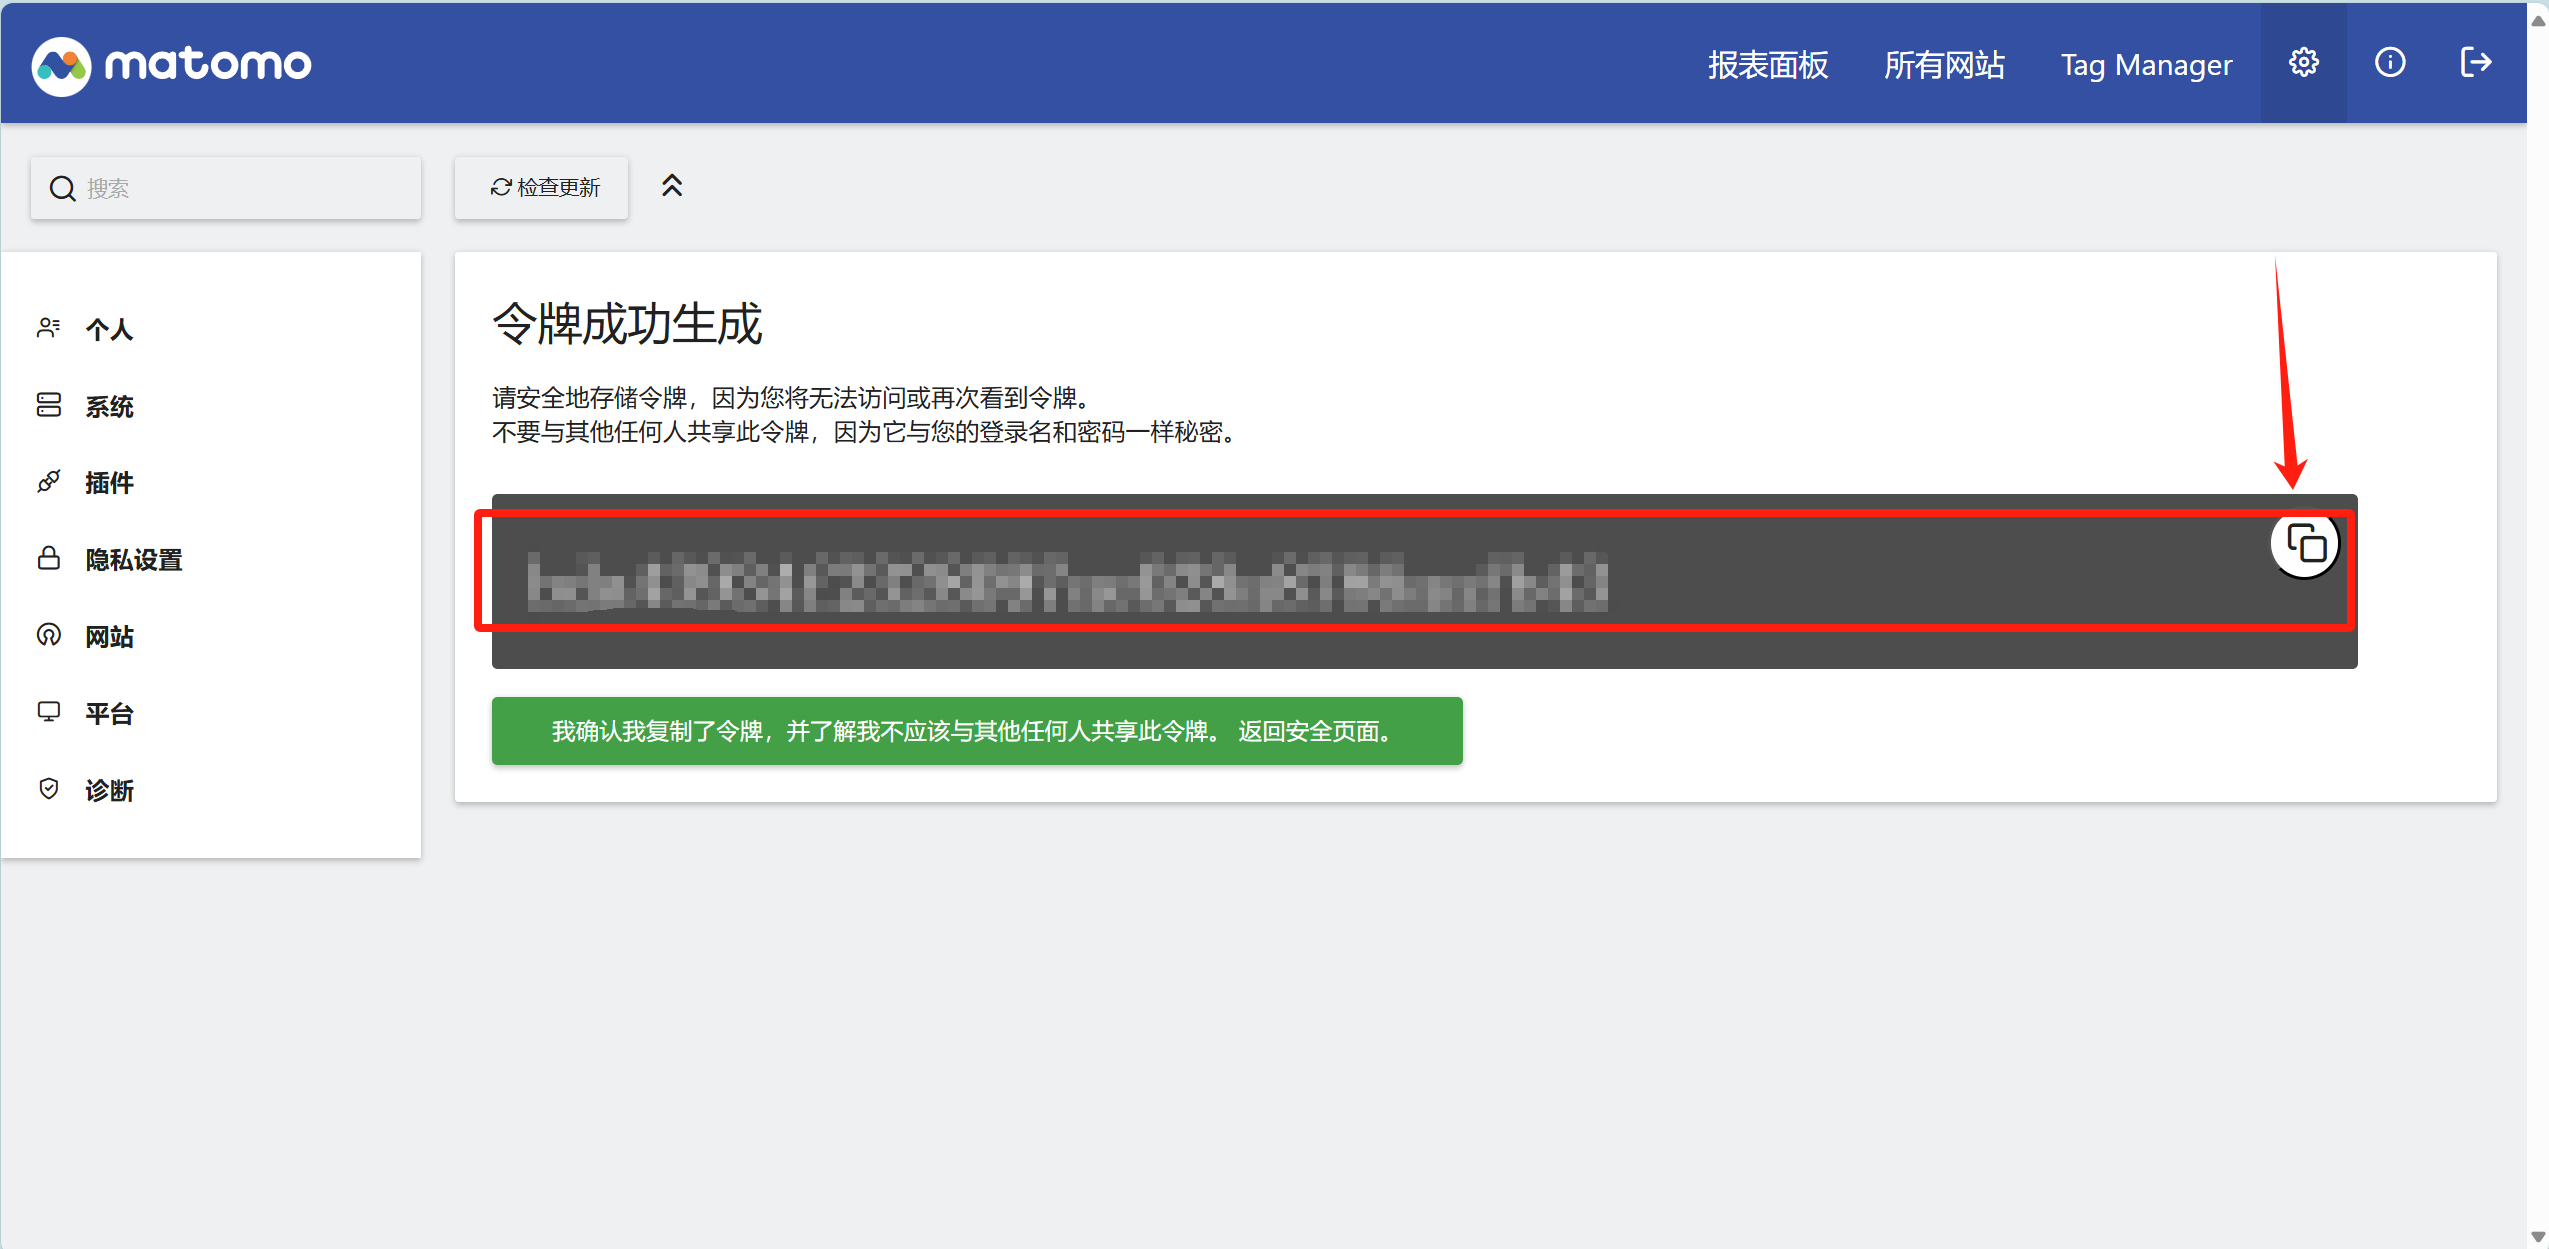 matomo
报表面板
所有网站
Tag Manager
搜索
检查更新
个人
系统
插件
隐私设置
网站
平台
诊断
令牌成功生成
请安全地存储令牌，因为您将无法访问或再次看到令牌。
不要与其他任何人共享此令牌，因为它与您的登录名和密码一样秘密。
我确认我复制了令牌，并了解我不应该与其他任何人共享此令牌。 返回安全页面。